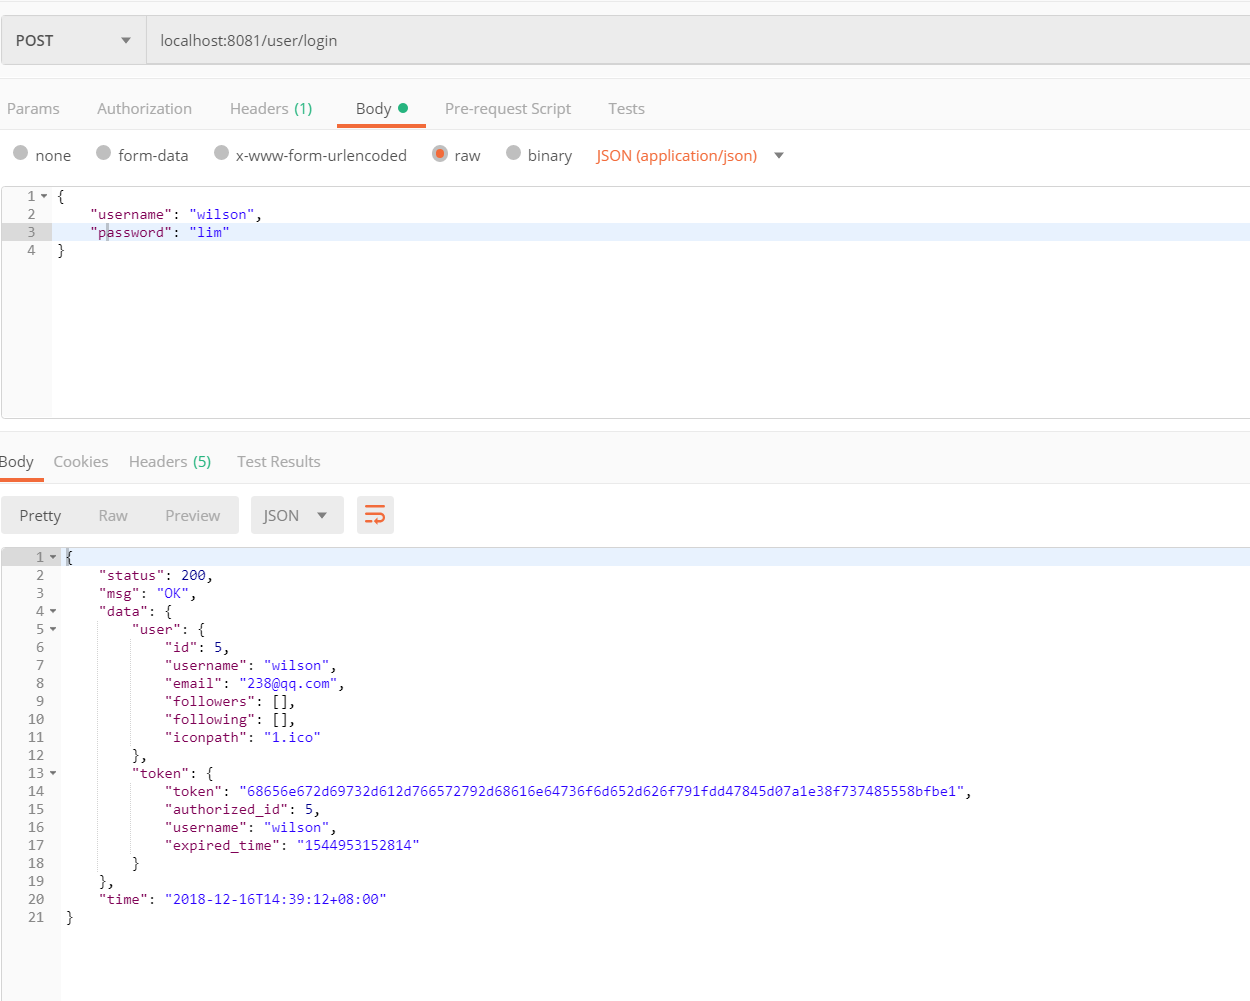 POST localhost:8081/user/login
Params Authorization Headers (1) Body Pre-request Script Tests
none form-data x-www-form-urlencoded raw binary JSON (application/json)
1 {
2 "username": "wilson",
3 "password": "lim"
4 }
Body Cookies Headers (5) Test Results
Pretty Raw Preview JSON
1 {
2 "status": 200,
3 "msg": "OK",
4 "data": {
5 "user": {
6 "id": 5,
7 "username": "wilson",
8 "email": "238@qq.com",
9 "followers": [],
10 "following": [],
11 "iconpath": "1.ico"
12 },
13 "token": {
14 "token": "68656e672d69732d612d766572792d68616e64736f6d652d626f791fdd47845d07a1e38f737485558bfbe1",
15 "authorized_id": 5,
16 "username": "wilson",
17 "expired_time": "1544953152814"
18 }
19 },
20 "time": "2018-12-16T14:39:12+08:00"
21 }